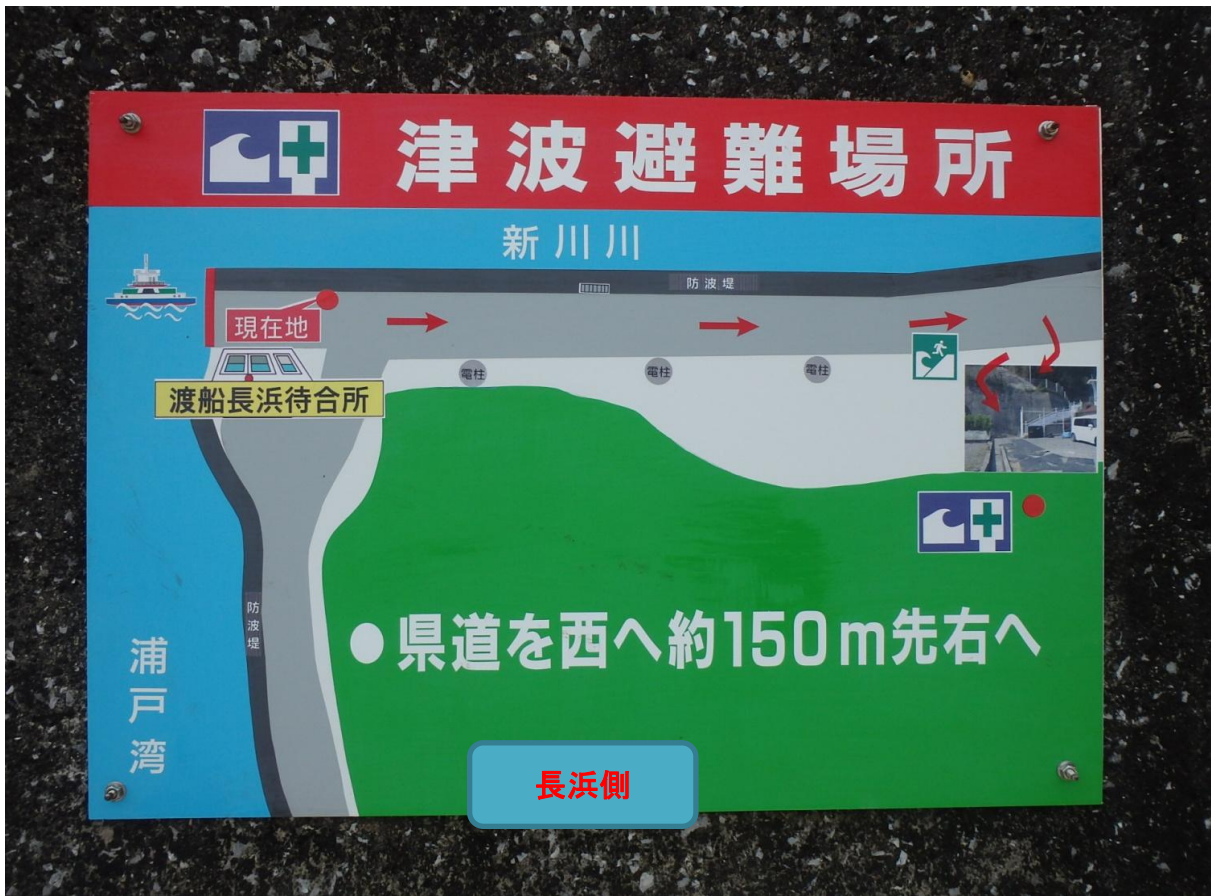 津波避難場所
新川川
防波堤
現在地
電柱
電柱
電柱
渡船長浜待合所
防波堤
浦戸湾
●県道を西へ約150m先右へ
長浜側